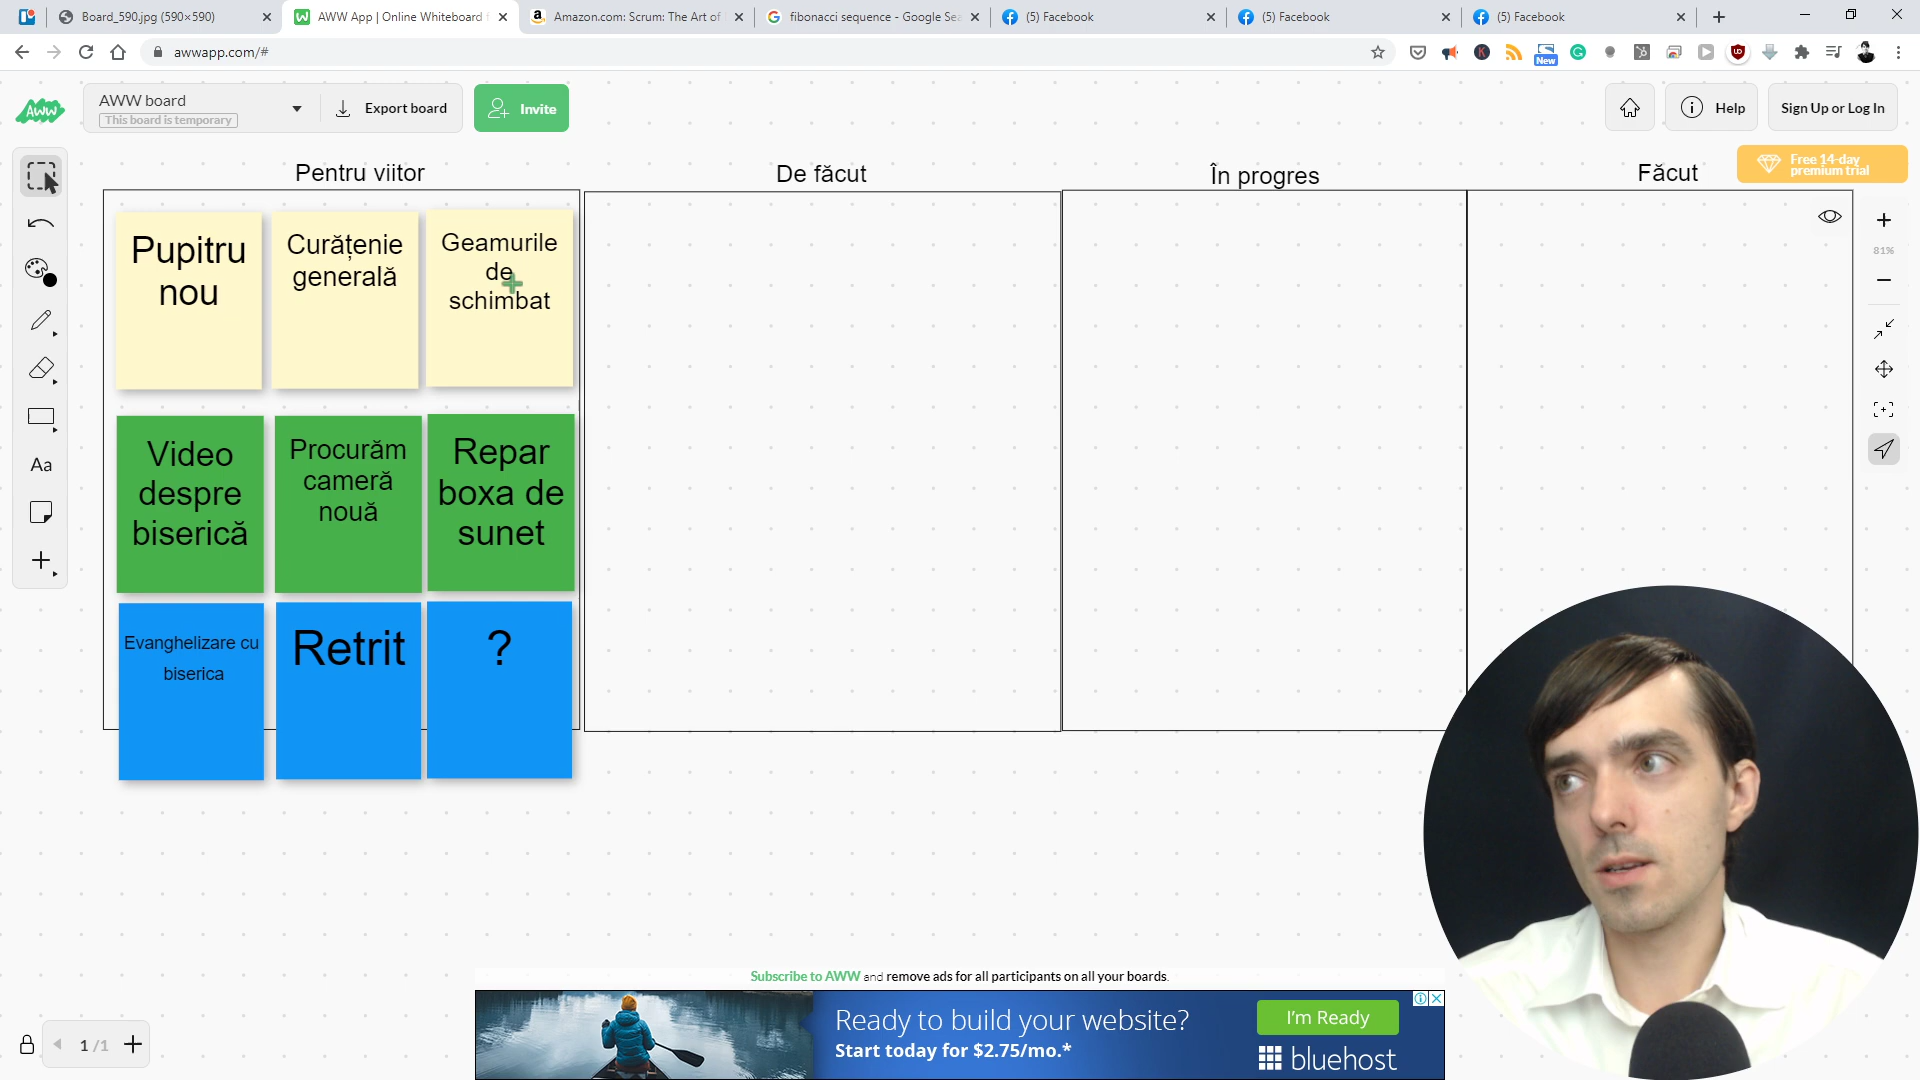 Board_590.jpg (590×590)
AWW App | Online Whiteboard f
Amazon.com: Scrum: The Art of
fibonacci sequence - Google Sea
(5) Facebook
(5) Facebook
(5) Facebook
awwapp.com/#
New
AWW
AWW board
This board is temporary
Export board
Invite
Help
Sign Up or Log In
Free 14-day
premium trial
Pentru viitor
De făcut
În progres
Făcut
81%
Aa
Pupitru
nou
Curățenie
generală
Geamurile
de
schimbat
Video
despre
biserică
Procurăm
cameră
nouă
Repar
boxa de
sunet
Evanghelizare cu
biserica
Retrit
?
Subscribe to AWW and remove ads for all participants on all your boards.
Ready to build your website?
Start today for $2.75/mo.*
I'm Ready
bluehost
1 /1